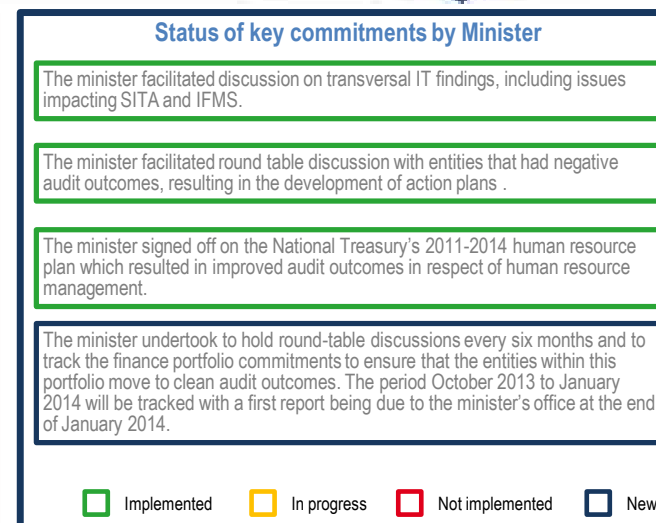 Status of key commitments by Minister
The minister facilitated discussion on transversal IT findings, including issues
impacting SITA and IFMS.
The minister facilitated round table discussion with entities that had negative
audit outcomes, resulting in the development of action plans .
The minister signed off on the National Treasury's 2011-2014 human resource
plan which resulted in improved audit outcomes in respect of human resource
management.
The minister undertook to hold round-table discussions every six months and to
track the finance portfolio commitments to ensure that the entities within this
portfolio move to clean audit outcomes. The period October 2013 to January
2014 will be tracked with a first report being due to the minister's office at the end
of January 2014.
Implemented In progress Not implemented New